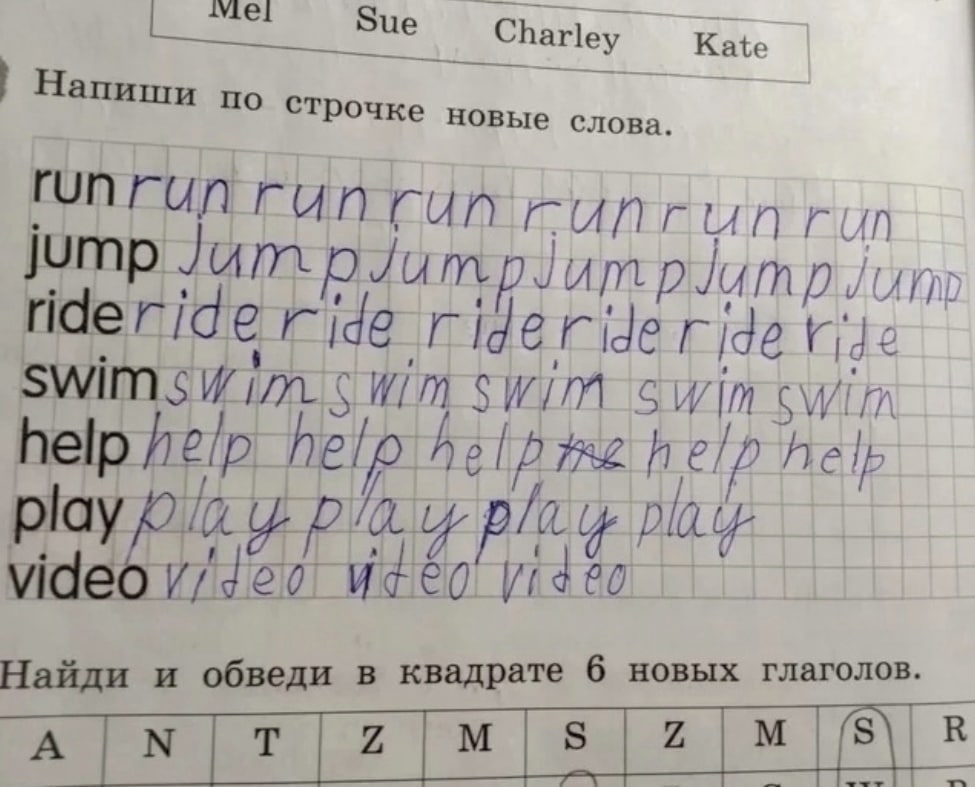 Mel Sue Charley Kate
Напиши по строчке новые слова.
run run run run run run run
jump jump jump jump jump jump
ride ride ride ride ride ride ride
swim swim swim swim swim swim
help help help help me help help
play play play play play
video video video video
Найди и обведи в квадрате 6 новых глаголов.
A N T Z M S Z M S R